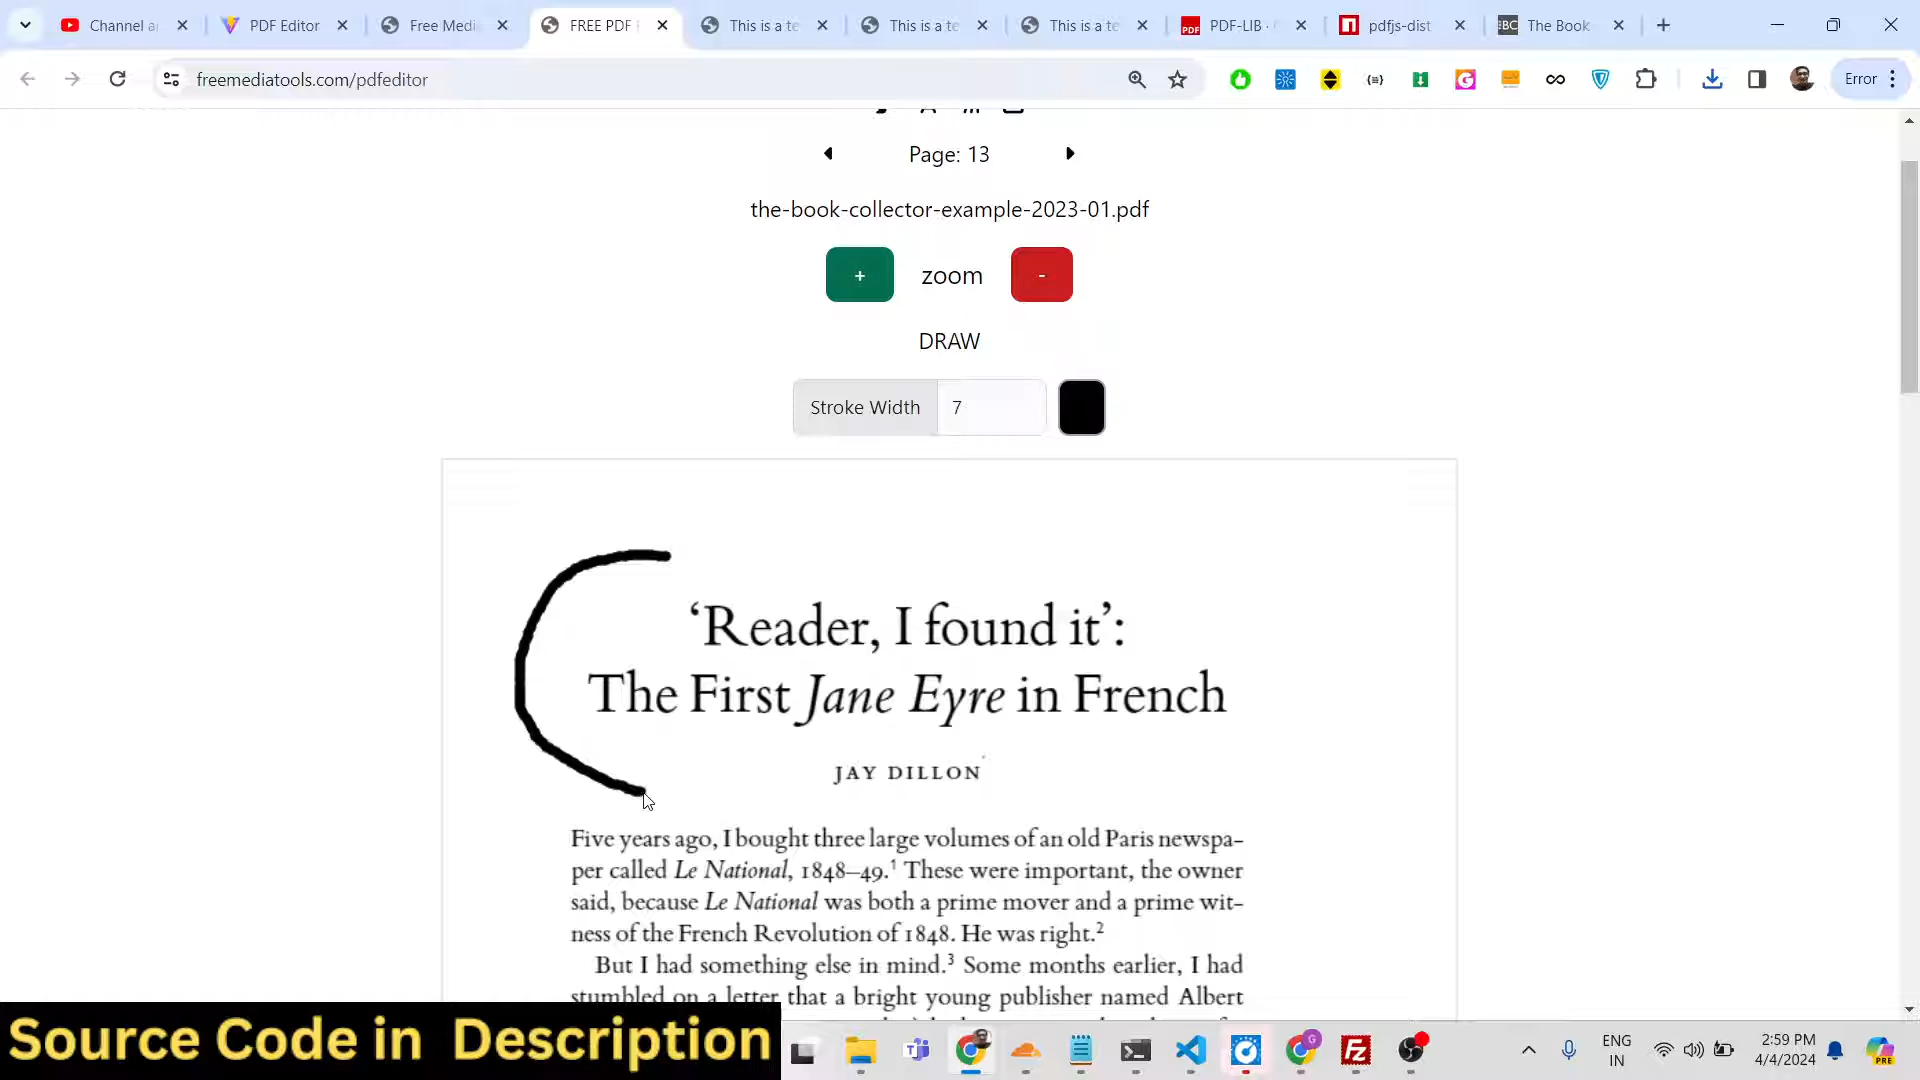 Channel a
PDF Editor
Free Medi
FREE PDF
This is a te
This is a te
This is a te
PDF
PDF-LIB ·
pdfjs-dist
BC
The Book
freemediatools.com/pdfeditor
Error
Page: 13
the-book-collector-example-2023-01.pdf
+ zoom -
DRAW
Stroke Width 7
‘Reader, I found it’:
The First Jane Eyre in French
JAY DILLON
Five years ago, I bought three large volumes of an old Paris newspa-
per called Le National, 1848–49.¹ These were important, the owner
said, because Le National was both a prime mover and a prime wit-
ness of the French Revolution of 1848. He was right.²
But I had something else in mind.³ Some months earlier, I had
stumbled on a letter that a bright young publisher named Albert
Source Code in Description
ENG
IN
2:59 PM
4/4/2024
PRE